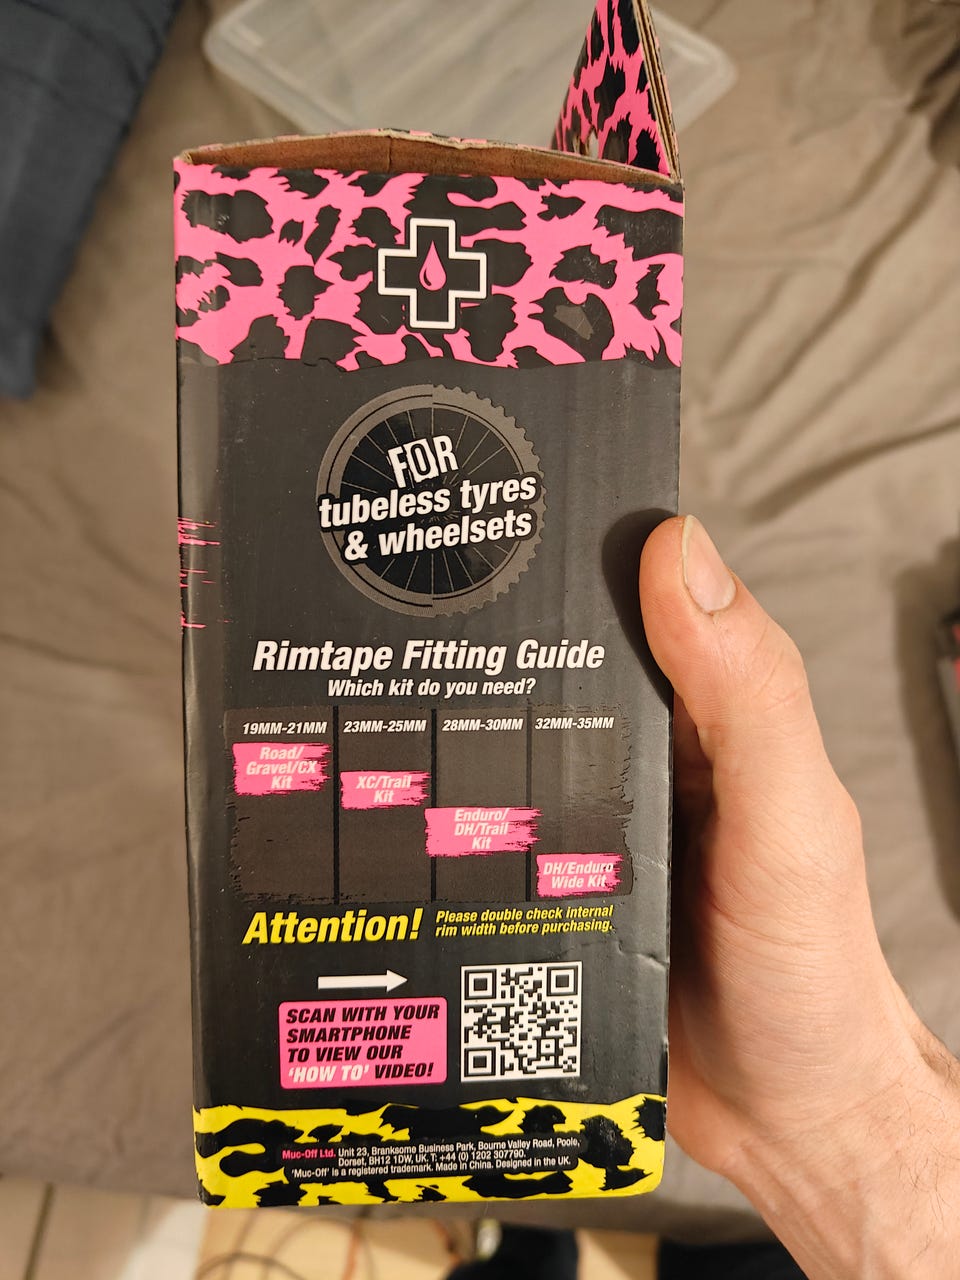 FOR
tubeless tyres
& wheelsets
Rimtape Fitting Guide
Which kit do you need?
19MM-21MM 23MM-25MM 28MM-30MM 32MM-35MM
Road/
Gravel/CX
Kit
XC/Trail
Kit
Enduro/
DH/Trail
Kit
DH/Enduro
Wide Kit
Attention! Please double check internal
rim width before purchasing.
SCAN WITH YOUR
SMARTPHONE
TO VIEW OUR
'HOW TO' VIDEO!
Muc-Off Ltd. Unit 23, Branksome Business Park, Bourne Valley Road, Poole,
Dorset, BH12 1DW, UK. T: +44 (0) 1202 307790.
'Muc-Off' is a registered trademark. Made in China. Designed in the UK.